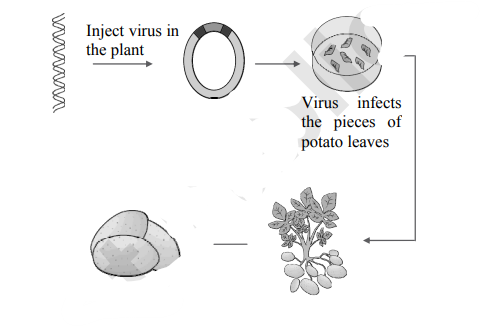 Inject virus in
the plant
Virus infects
the pieces of
potato leaves